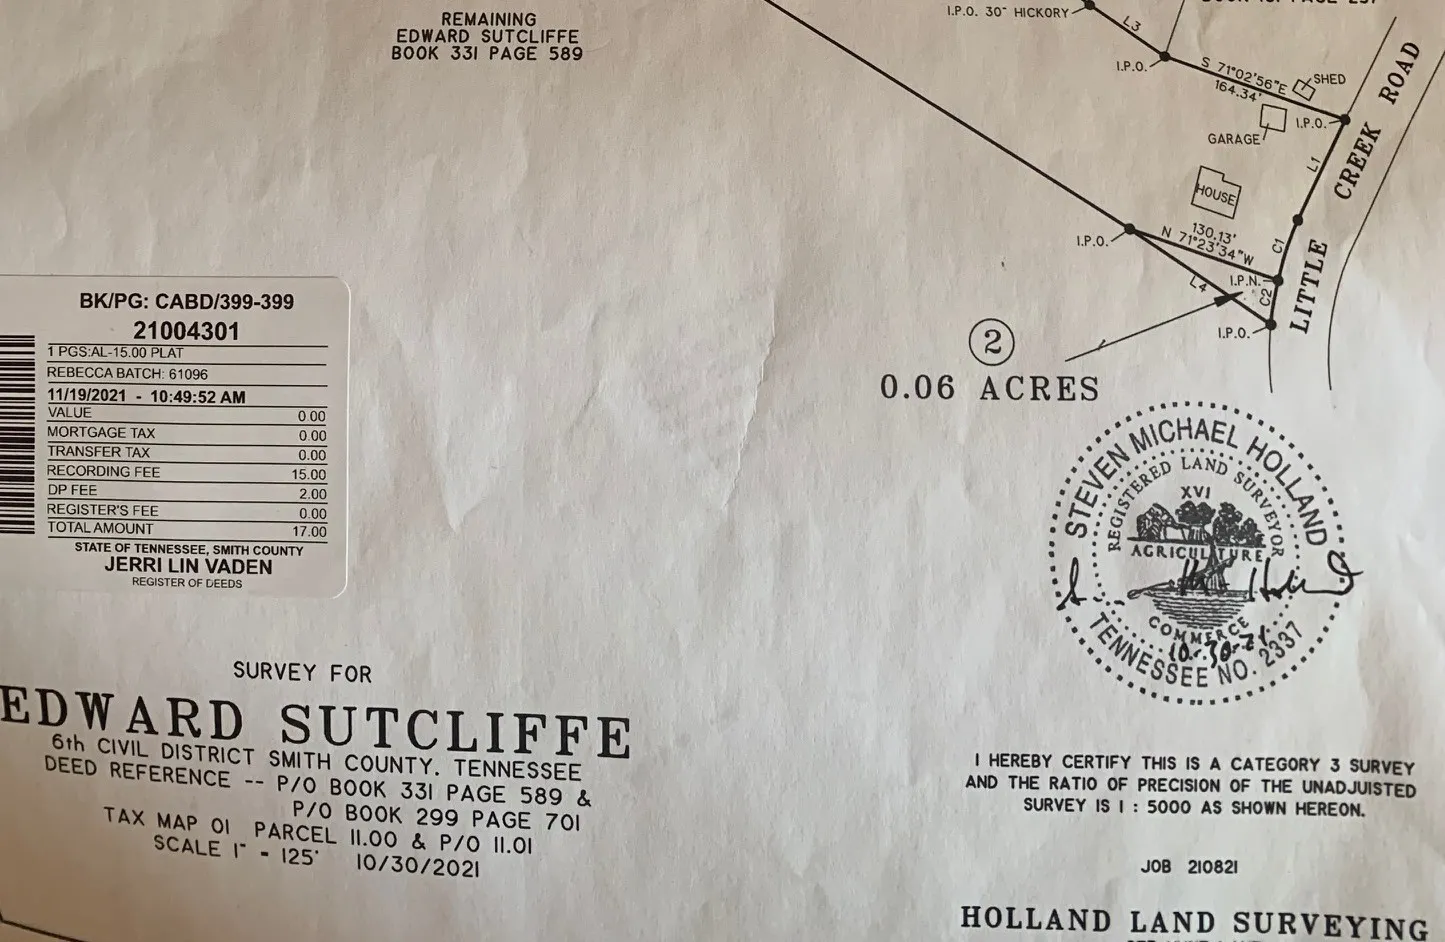 REMAINING
EDWARD SUTCLIFFE
BOOK 331 PAGE 589
I.P.O. 30" HICKORY
L3
I.P.O.
S 71°02'56"E
164.34'
SHED
GARAGE
I.P.O.
L1
HOUSE
I.P.O.
130.13'
N 71°23'34"W
C1
I.P.N.
L4
C2
I.P.O.
LITTLE CREEK ROAD
2
0.06 ACRES
BK/PG: CABD/399-399
21004301
1 PGS:AL-15.00 PLAT
REBECCA BATCH: 61096
11/19/2021 - 10:49:52 AM
VALUE 0.00
MORTGAGE TAX 0.00
TRANSFER TAX 0.00
RECORDING FEE 15.00
DP FEE 2.00
REGISTER'S FEE 0.00
TOTAL AMOUNT 17.00
STATE OF TENNESSEE, SMITH COUNTY
JERRI LIN VADEN
REGISTER OF DEEDS
STEVEN MICHAEL HOLLAND
REGISTERED LAND SURVEYOR
XVI
AGRICULTURE
COMMERCE
10-30-21
TENNESSEE NO. 2337
SURVEY FOR
EDWARD SUTCLIFFE
6th CIVIL DISTRICT SMITH COUNTY. TENNESSEE
DEED REFERENCE -- P/O BOOK 331 PAGE 589 &
P/O BOOK 299 PAGE 701
TAX MAP 01 PARCEL 11.00 & P/O 11.01
SCALE 1" = 125' 10/30/2021
I HEREBY CERTIFY THIS IS A CATEGORY 3 SURVEY
AND THE RATIO OF PRECISION OF THE UNADJUISTED
SURVEY IS 1 : 5000 AS SHOWN HEREON.
JOB 210821
HOLLAND LAND SURVEYING